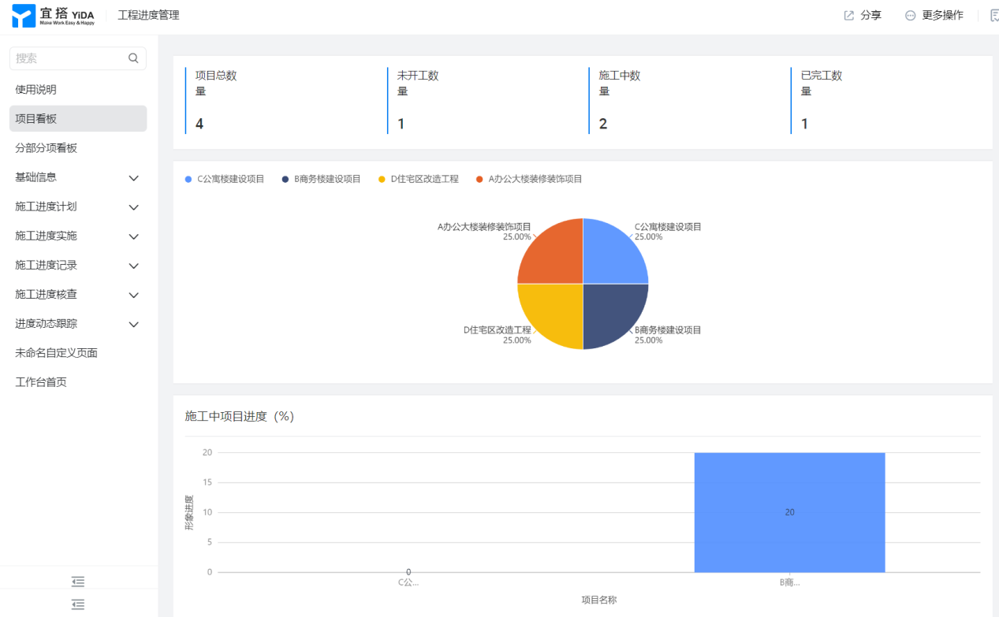 宜搭 YiDA
Make Work Easy & Happy
工程进度管理
分享
更多操作
搜索
使用说明
项目看板
分部分项看板
基础信息
施工进度计划
施工进度实施
施工进度记录
施工进度核查
进度动态跟踪
未命名自定义页面
工作台首页
项目总数
量
4
未开工数
量
1
施工中数
量
2
已完工数
量
1
C公寓楼建设项目
B商务楼建设项目
D住宅区改造工程
A办公大楼装修装饰项目
A办公大楼装修装饰项目
25.00%
C公寓楼建设项目
25.00%
D住宅区改造工程
25.00%
B商务楼建设项目
25.00%
施工中项目进度（%）
形象进度
20
15
10
5
0
0
20
C公...
B商...
项目名称